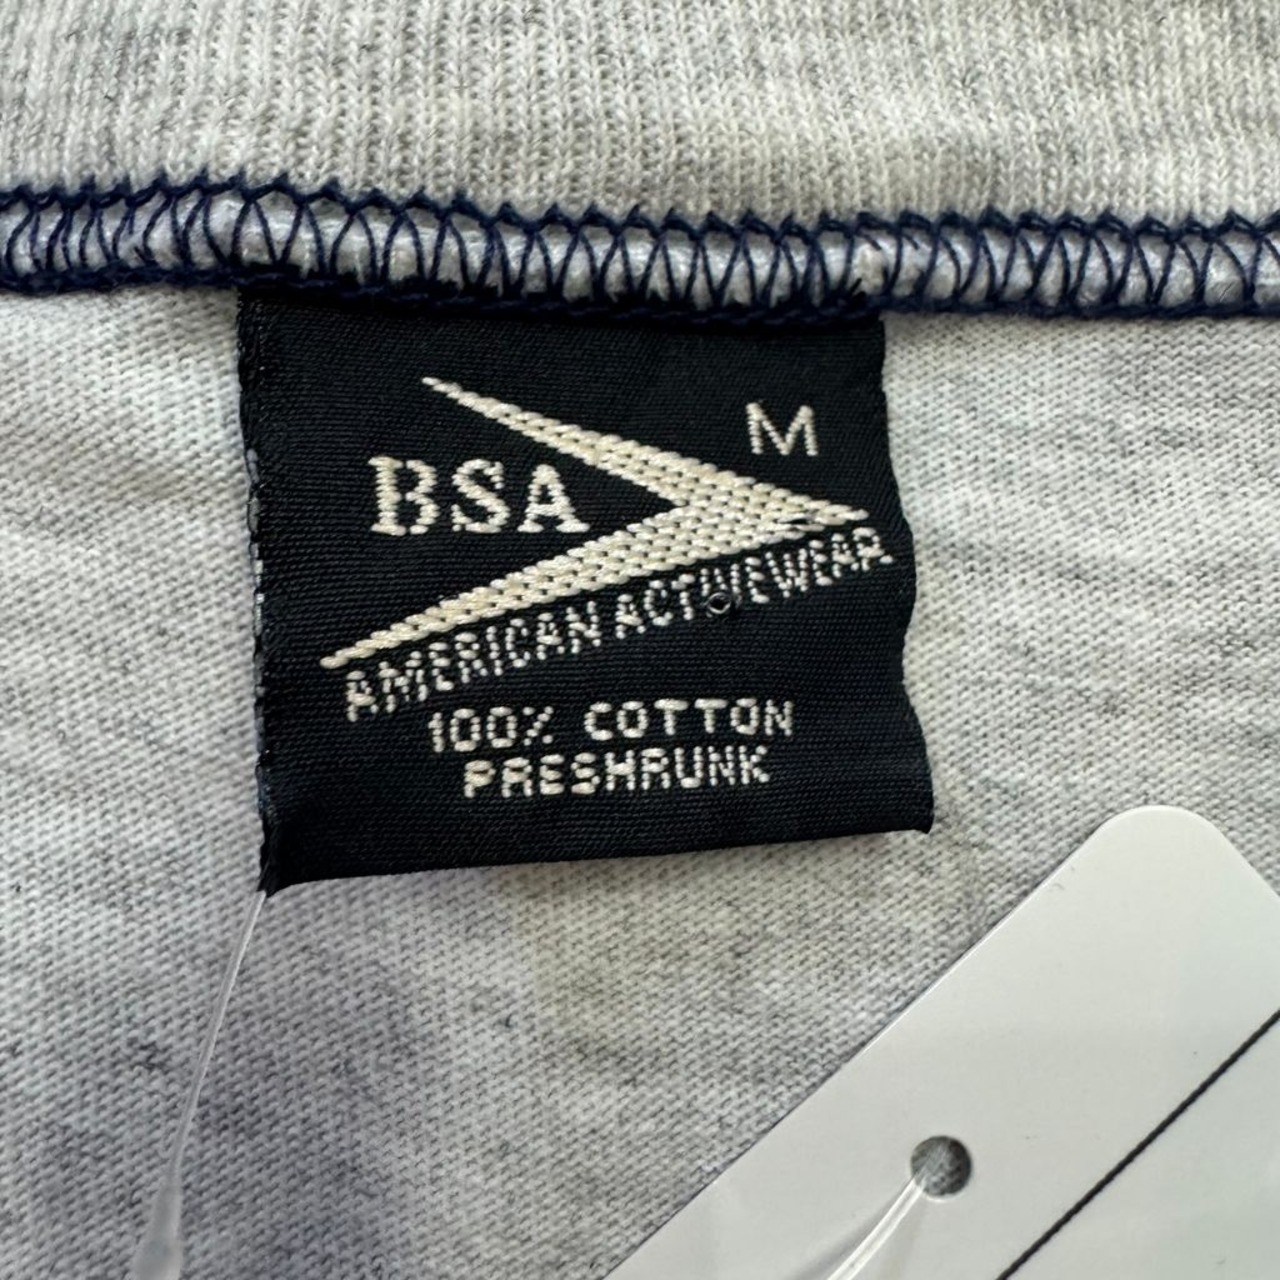 M
BSA
AMERICAN ACTIVEWEAR
100% COTTON
PRESHRUNK